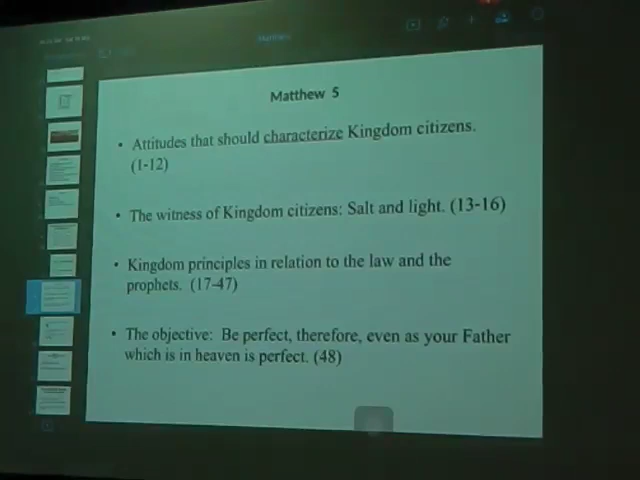 Matthew 5
• Attitudes that should characterize Kingdom citizens.
(1-12)
• The witness of Kingdom citizens: Salt and light. (13-16)
• Kingdom principles in relation to the law and the
prophets. (17-47)
• The objective: Be perfect, therefore, even as your Father
which is in heaven is perfect. (48)